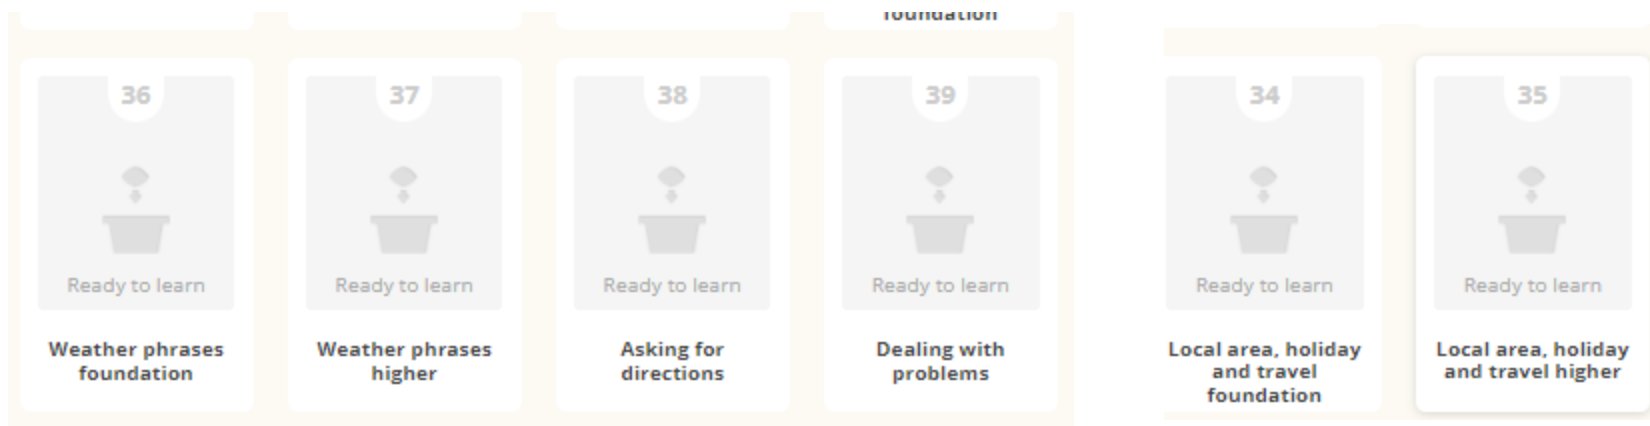 foundation
36
Ready to learn
Weather phrases
foundation
37
Ready to learn
Weather phrases
higher
38
Ready to learn
Asking for
directions
39
Ready to learn
Dealing with
problems
34
Ready to learn
Local area, holiday
and travel
foundation
35
Ready to learn
Local area, holiday
and travel higher